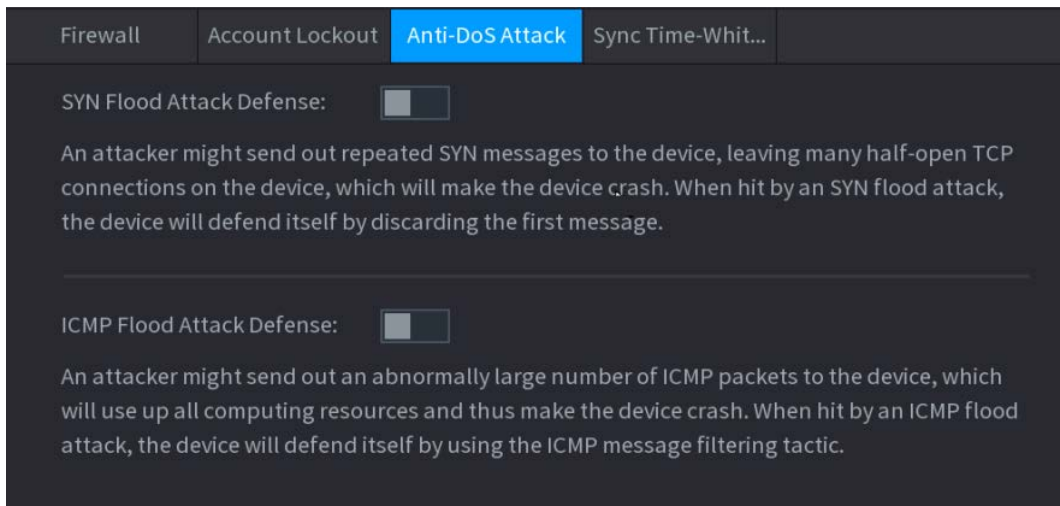 Firewall Account Lockout Anti-DoS Attack Sync Time-Whit...
SYN Flood Attack Defense:
An attacker might send out repeated SYN messages to the device, leaving many half-open TCP
connections on the device, which will make the device crash. When hit by an SYN flood attack,
the device will defend itself by discarding the first message.
ICMP Flood Attack Defense:
An attacker might send out an abnormally large number of ICMP packets to the device, which
will use up all computing resources and thus make the device crash. When hit by an ICMP flood
attack, the device will defend itself by using the ICMP message filtering tactic.